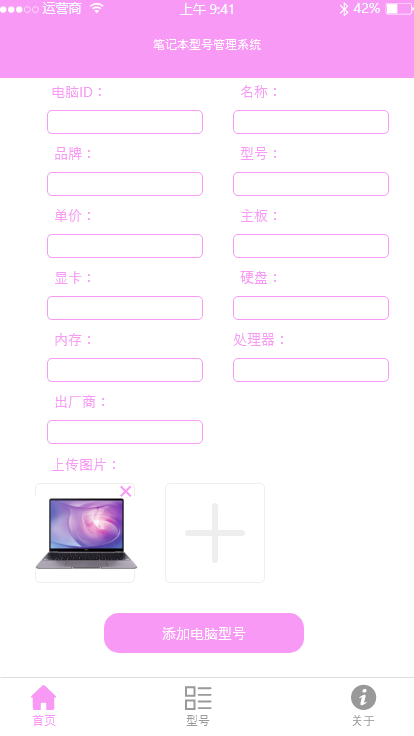 运营商 上午 9:41 42%
笔记本型号管理系统
电脑ID： 名称：
品牌： 型号：
单价： 主板：
显卡： 硬盘：
内存： 处理器：
出厂商：
上传图片：
添加电脑型号
首页 型号 关于